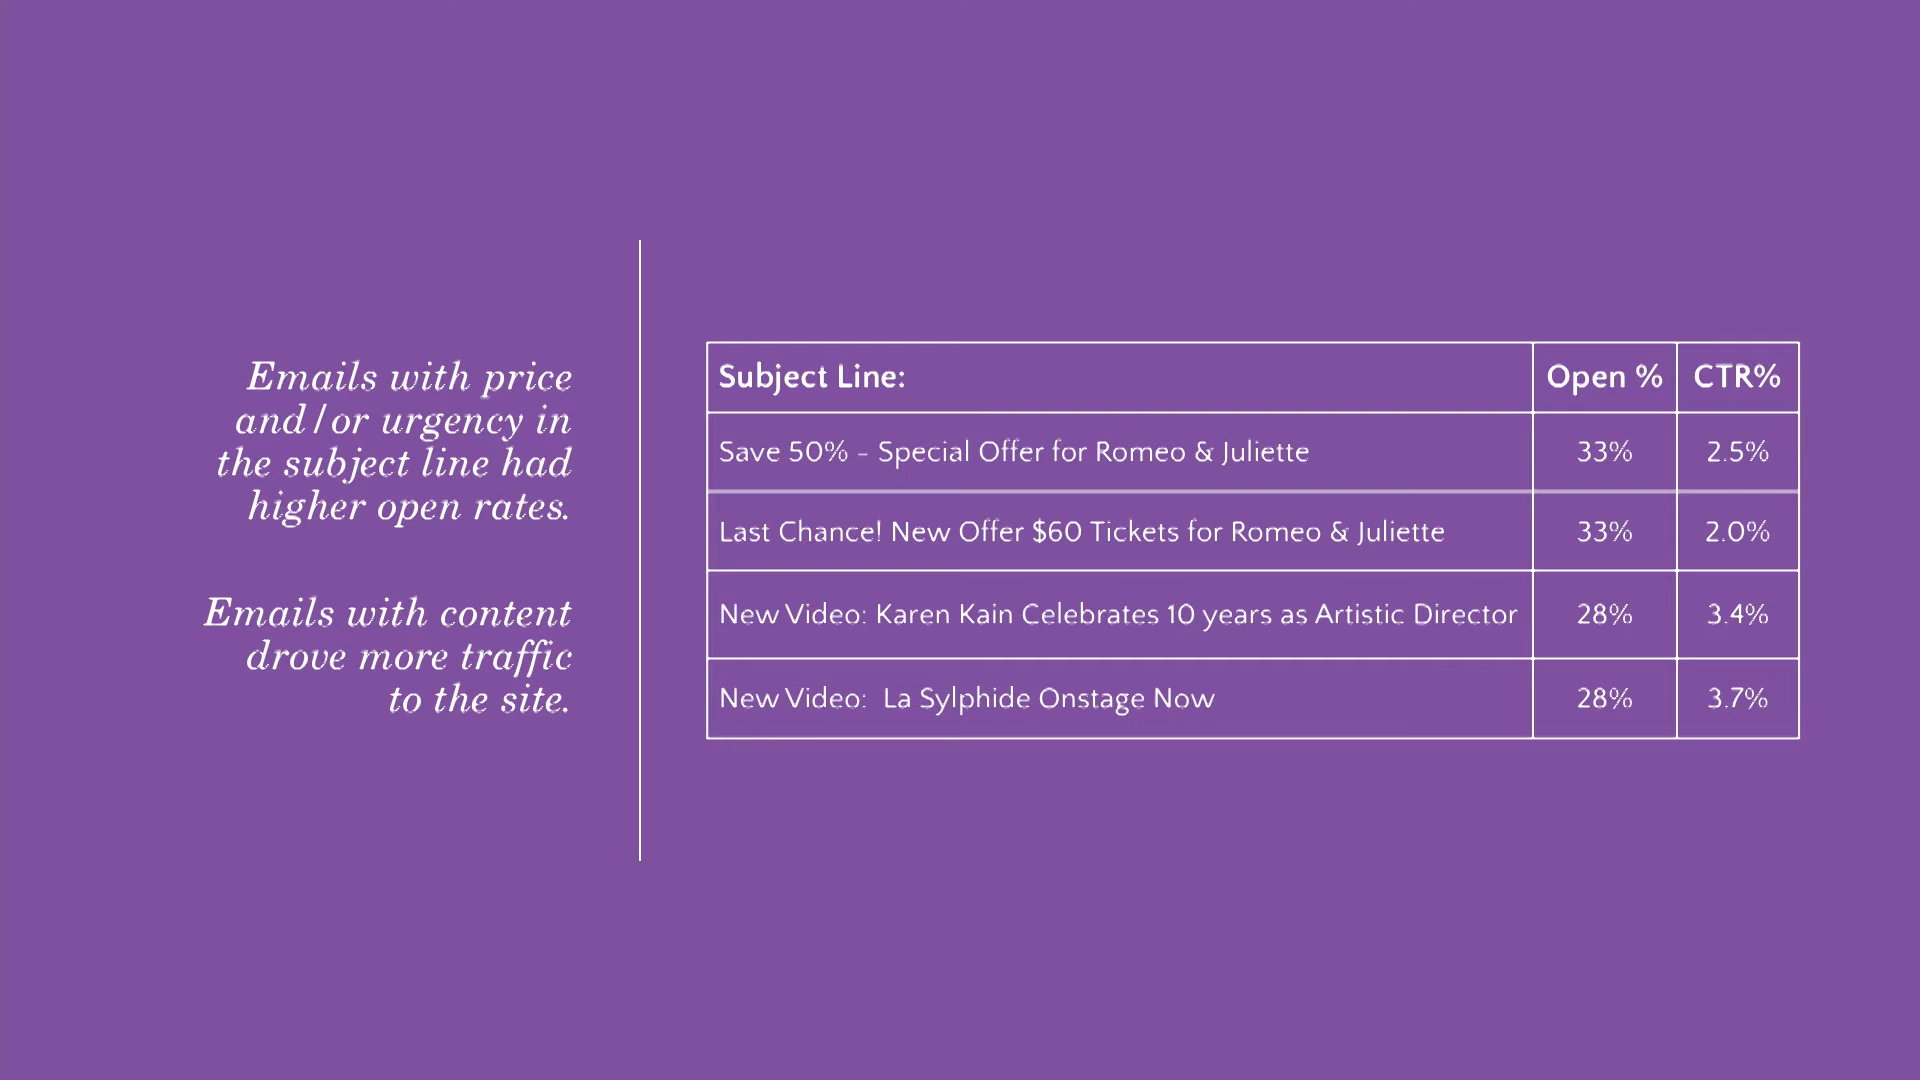 Emails with price
and/or urgency in
the subject line had
higher open rates.
Emails with content
drove more traffic
to the site.
Subject Line: Open % CTR%
Save 50% - Special Offer for Romeo & Juliette 33% 2.5%
Last Chance! New Offer $60 Tickets for Romeo & Juliette 33% 2.0%
New Video: Karen Kain Celebrates 10 years as Artistic Director 28% 3.4%
New Video: La Sylphide Onstage Now 28% 3.7%